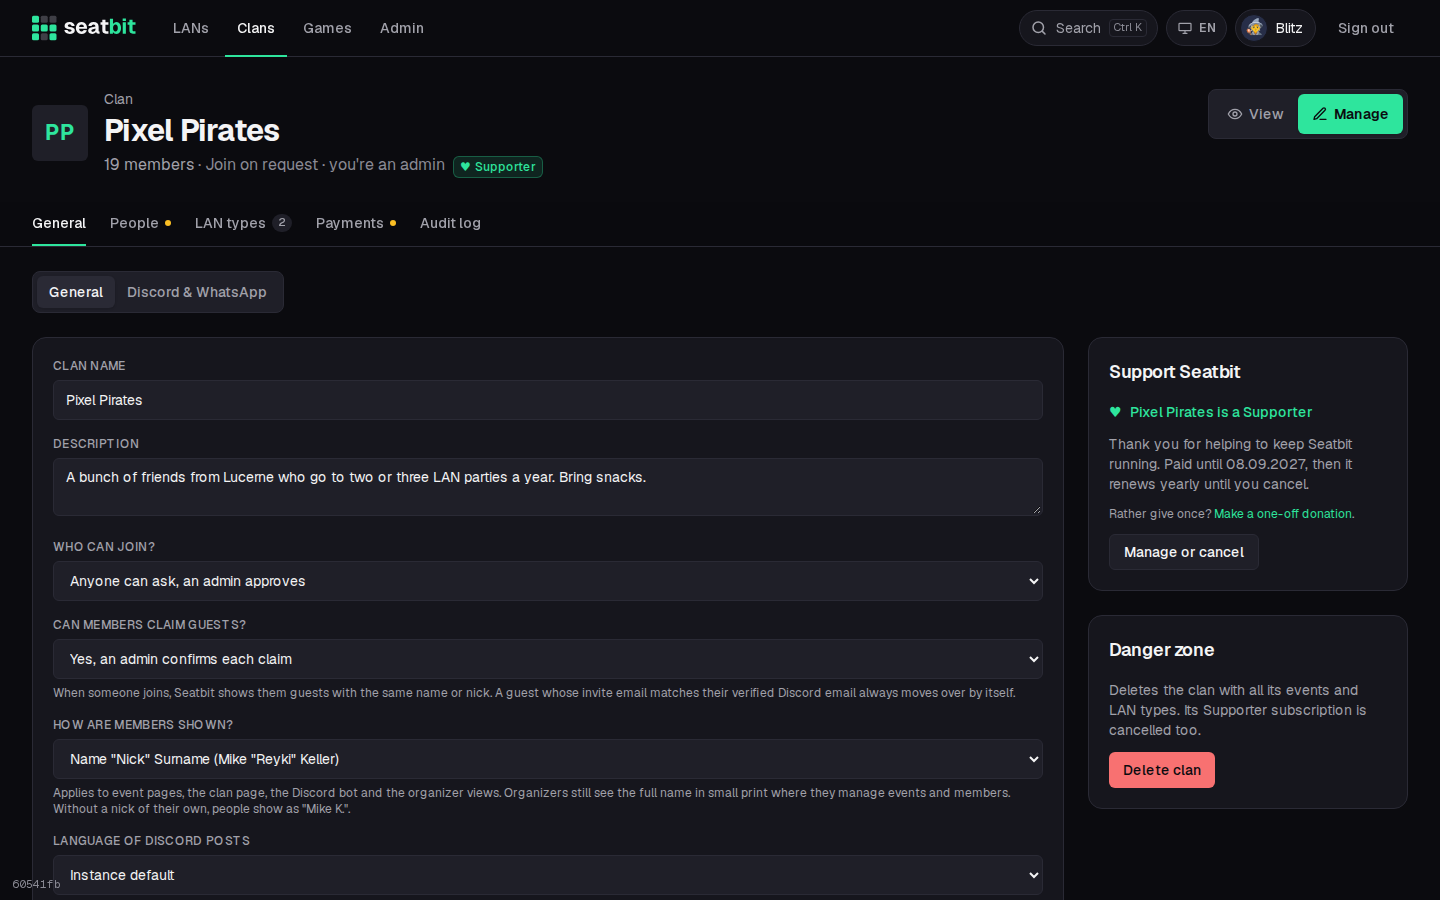 seatbit
LANs
Clans
Games
Admin
Search
Ctrl K
EN
Blitz
Sign out
PP
Clan
Pixel Pirates
19 members · Join on request · you're an admin
♥ Supporter
View
Manage
General
People
LAN types 2
Payments
Audit log
General
Discord & WhatsApp
CLAN NAME
Pixel Pirates
DESCRIPTION
A bunch of friends from Lucerne who go to two or three LAN parties a year. Bring snacks.
WHO CAN JOIN?
Anyone can ask, an admin approves
CAN MEMBERS CLAIM GUESTS?
Yes, an admin confirms each claim
When someone joins, Seatbit shows them guests with the same name or nick. A guest whose invite email matches their verified Discord email always moves over by itself.
HOW ARE MEMBERS SHOWN?
Name "Nick" Surname (Mike "Reyki" Keller)
Applies to event pages, the clan page, the Discord bot and the organizer views. Organizers still see the full name in small print where they manage events and members.
Without a nick of their own, people show as "Mike K.".
LANGUAGE OF DISCORD POSTS
Instance default
60541fb
Support Seatbit
♥ Pixel Pirates is a Supporter
Thank you for helping to keep Seatbit
running. Paid until 08.09.2027, then it
renews yearly until you cancel.
Rather give once? Make a one-off donation.
Manage or cancel
Danger zone
Deletes the clan with all its events and
LAN types. Its Supporter subscription is
cancelled too.
Delete clan